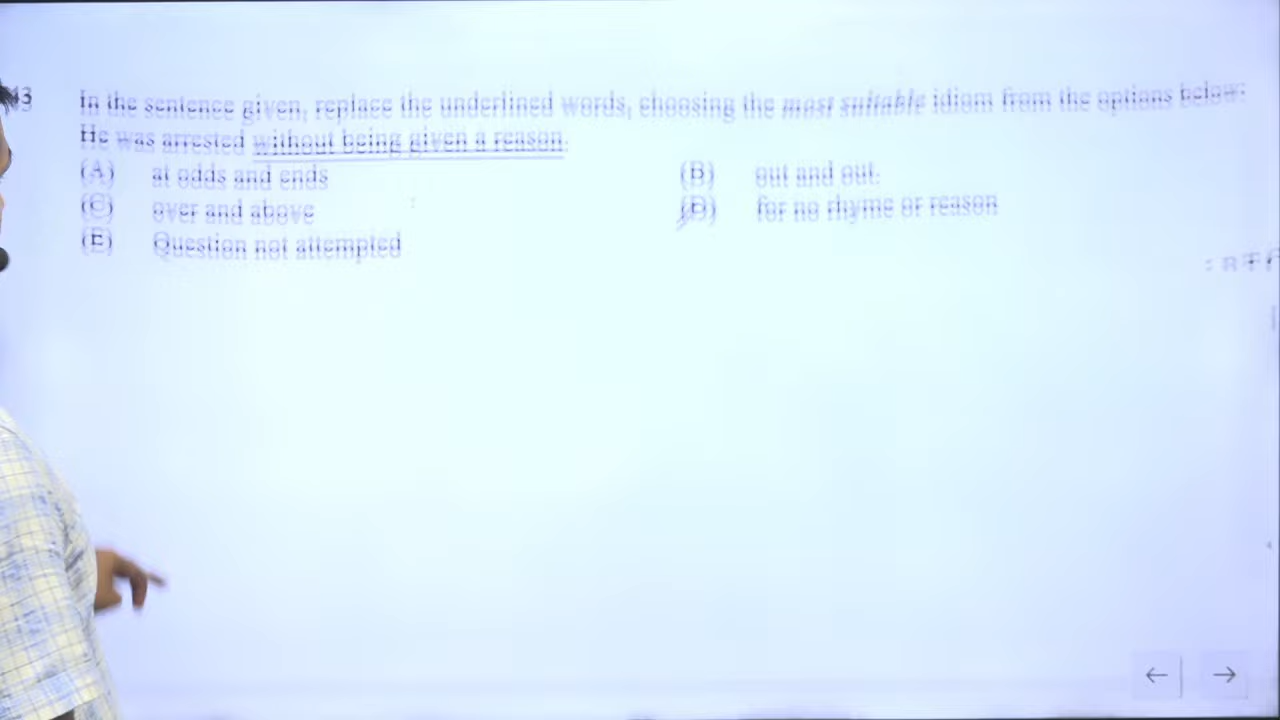 43 In the sentence given, replace the underlined words, choosing the most suitable idiom from the options below:
He was arrested without being given a reason.
(A) at odds and ends (B) out and out.
(C) over and above (D) for no rhyme or reason
(E) Question not attempted
← →